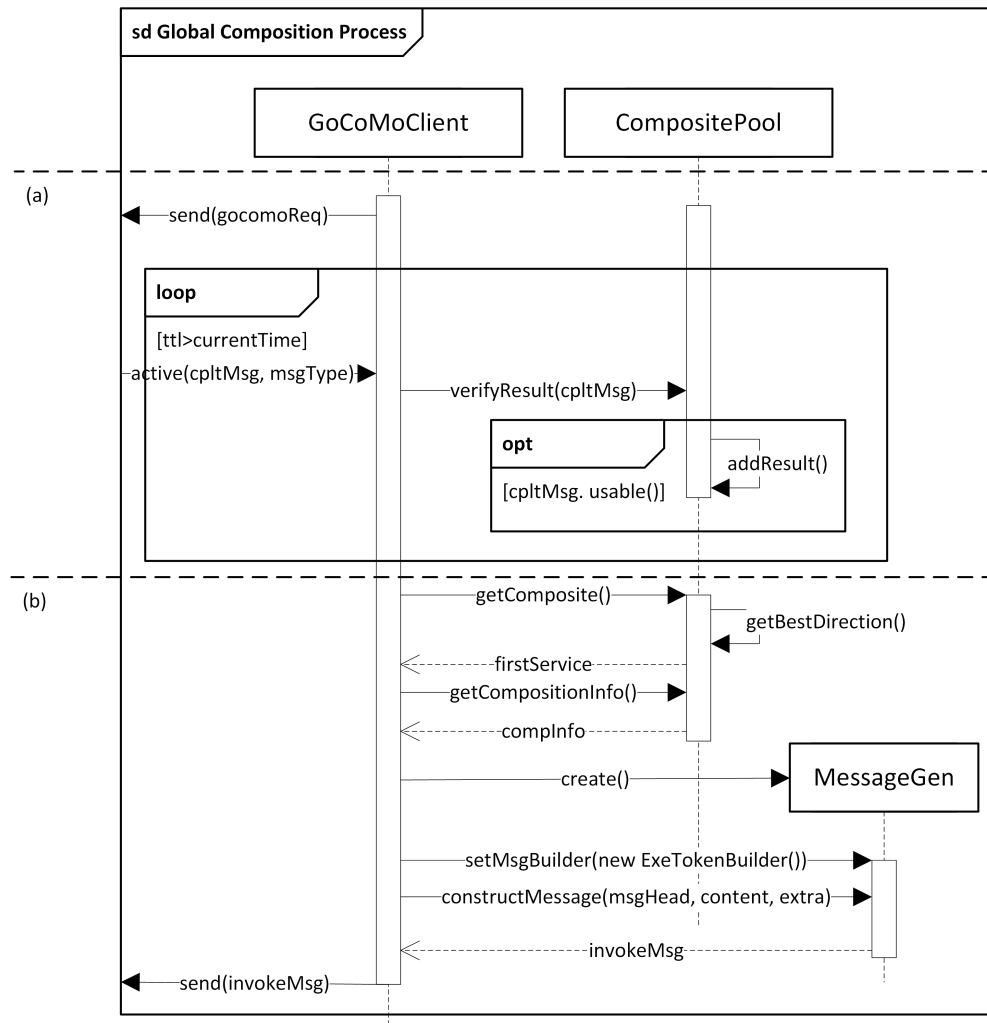 sd Global Composition Process
GoCoMoClient
CompositePool
(a)
send(gocomoReq)
loop
[ttl>currentTime]
active(cpltMsg, msgType)
verifyResult(cpltMsg)
opt
addResult()
[cpltMsg. usable()]
(b)
getComposite()
getBestDirection()
firstService
getCompositionInfo()
compInfo
create()
MessageGen
setMsgBuilder(new ExeTokenBuilder())
constructMessage(msgHead, content, extra)
invokeMsg
send(invokeMsg)